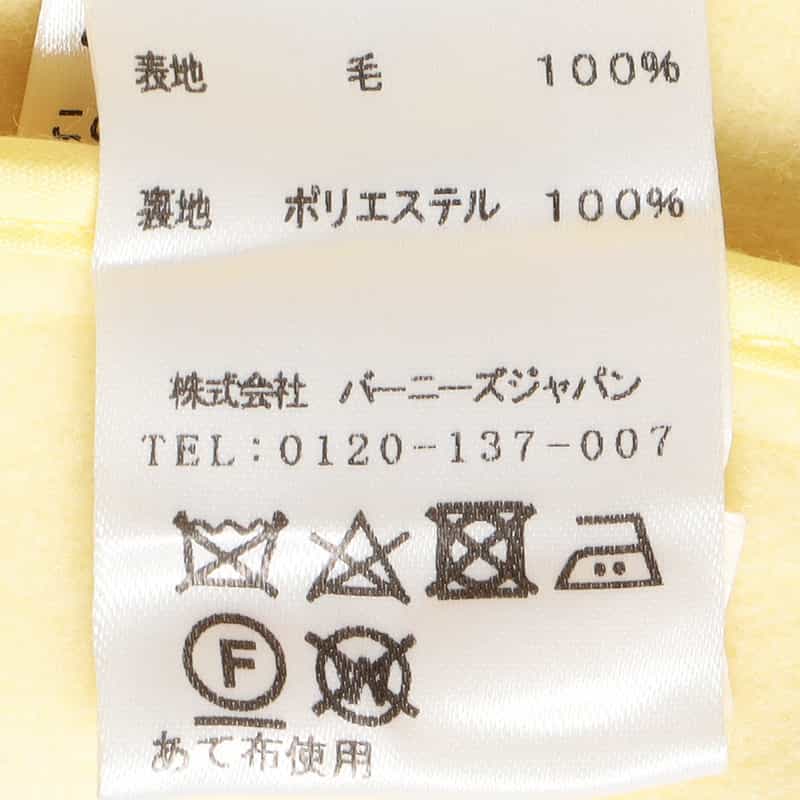 表地 毛 100%
裏地 ポリエステル 100%
株式会社 バーニーズジャパン
TEL:0120-137-007
F
W
あて布使用